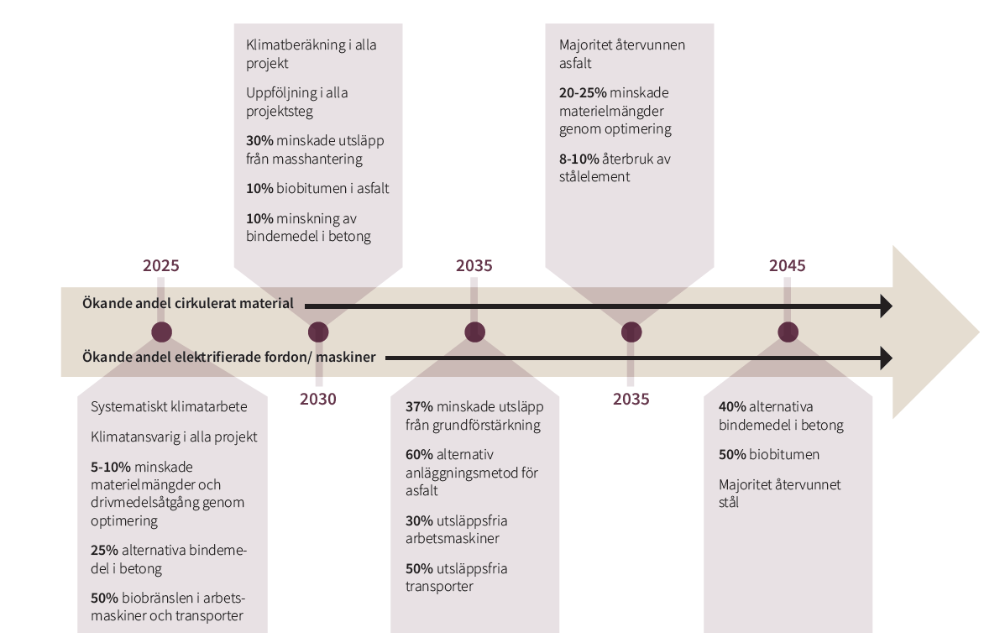 Klimatberäkning i alla
projekt
Uppföljning i alla
projektsteg
30% minskade utsläpp
från masshantering
10% biobitumen i asfalt
10% minskning av
bindemedel i betong
Majoritet återvunnen
asfalt
20-25% minskade
materielmängder
genom optimering
8-10% återbruk av
stålelement
2025
2035
2045
Ökande andel cirkulerat material
Ökande andel elektrifierade fordon/ maskiner
2030
2035
Systematiskt klimatarbete
Klimatansvarig i alla projekt
5-10% minskade
materielmängder och
drivmedelsåtgång genom
optimering
25% alternativa bindeme-
del i betong
50% biobränslen i arbets-
maskiner och transporter
37% minskade utsläpp
från grundförstärkning
60% alternativ
anläggningsmetod för
asfalt
30% utsläppsfria
arbetsmaskiner
50% utsläppsfria
transporter
40% alternativa
bindemedel i betong
50% biobitumen
Majoritet återvunnet
stål